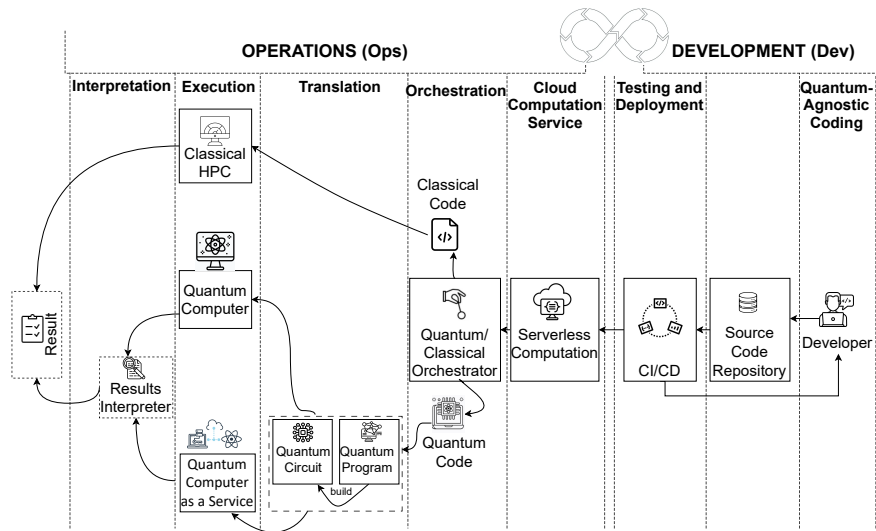 OPERATIONS (Ops)
DEVELOPMENT (Dev)
Interpretation
Execution
Translation
Orchestration
Cloud
Computation
Service
Testing and
Deployment
Quantum-
Agnostic
Coding
Classical
HPC
Classical
Code
Quantum
Computer
Result
Results
Interpreter
Quantum/
Classical
Orchestrator
Serverless
Computation
CI/CD
Source
Code
Repository
Developer
Quantum
Circuit
Quantum
Program
build
Quantum
Code
Quantum
Computer
as a Service